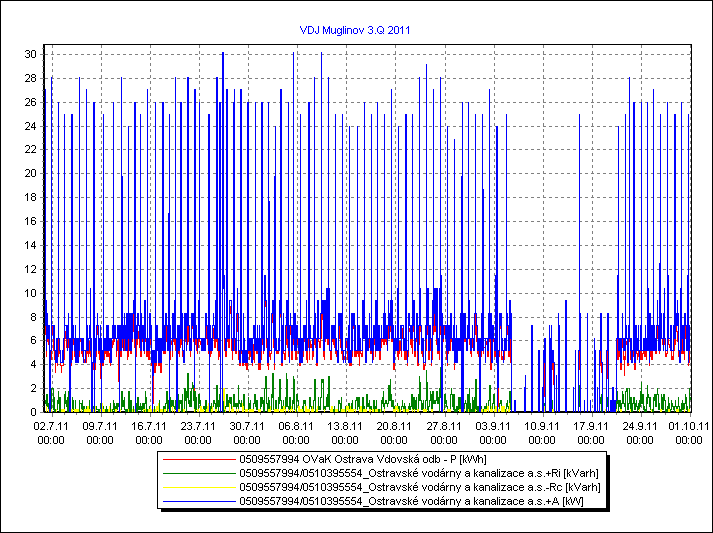 VDJ Muglinov 3.Q 2011
30
28
26
24
22
20
18
16
14
12
10
8
6
4
2
0
02.7.11 09.7.11 16.7.11 23.7.11 30.7.11 06.8.11 13.8.11 20.8.11 27.8.11 03.9.11 10.9.11 17.9.11 24.9.11 01.10.11
00:00 00:00 00:00 00:00 00:00 00:00 00:00 00:00 00:00 00:00 00:00 00:00 00:00 00:00
0509557994 OVaK Ostrava Vdovská odb - P [kWh]
0509557994/0510395554_Ostravské vodárny a kanalizace a.s.+Ri [kVarh]
0509557994/0510395554_Ostravské vodárny a kanalizace a.s.-Rc [kVarh]
0509557994/0510395554_Ostravské vodárny a kanalizace a.s.+A [kW]